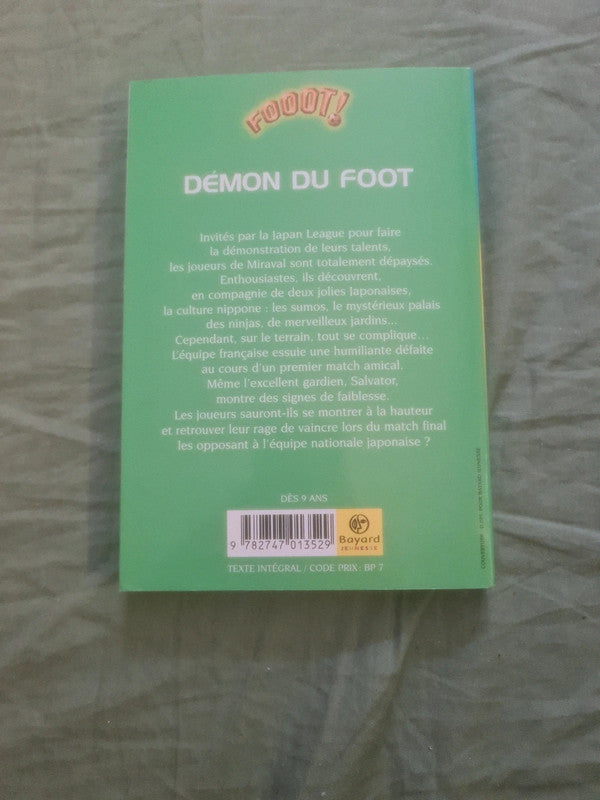 FOOOT!
DÉMON DU FOOT
Invités par la Japan League pour faire
la démonstration de leurs talents,
les joueurs de Miraval sont totalement dépaysés.
Enthousiastes, ils découvrent,
en compagnie de deux jolies Japonaises,
la culture nippone : les sumos, le mystérieux palais
des ninjas, de merveilleux jardins...
Cependant, sur le terrain, tout se complique...
L'équipe française essuie une humiliante défaite
au cours d'un premier match amical.
Même l'excellent gardien, Salvator,
montre des signes de faiblesse.
Les joueurs sauront-ils se montrer à la hauteur
et retrouver leur rage de vaincre lors du match final
les opposant à l'équipe nationale japonaise ?
DÈS 9 ANS
9 782747 013529
Bayard
JEUNESSE
TEXTE INTÉGRAL / CODE PRIX: BP 7
COUVERTURE : POUR BAYARD JEUNESSE